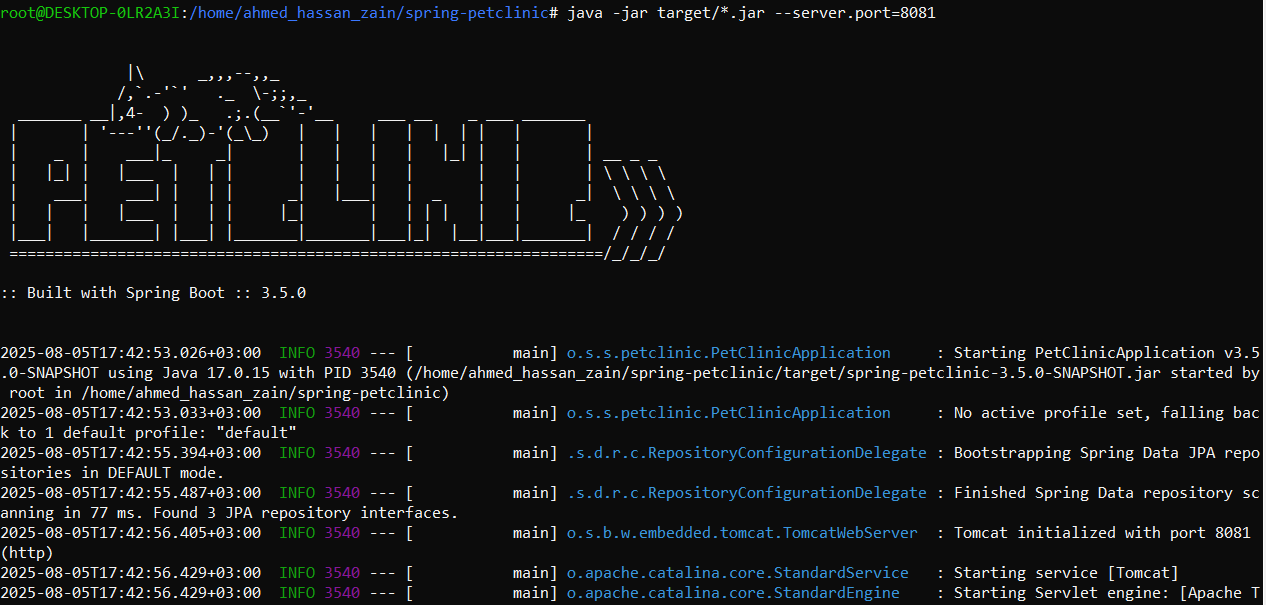 root@DESKTOP-0LR2A3I:/home/ahmed_hassan_zain/spring-petclinic# java -jar target/*.jar --server.port=8081
PETCLINIC
:: Built with Spring Boot :: 3.5.0
2025-08-05T17:42:53.026+03:00  INFO 3540 --- [           main] o.s.s.petclinic.PetClinicApplication     : Starting PetClinicApplication v3.5
.0-SNAPSHOT using Java 17.0.15 with PID 3540 (/home/ahmed_hassan_zain/spring-petclinic/target/spring-petclinic-3.5.0-SNAPSHOT.jar started by
 root in /home/ahmed_hassan_zain/spring-petclinic)
2025-08-05T17:42:53.033+03:00  INFO 3540 --- [           main] o.s.s.petclinic.PetClinicApplication     : No active profile set, falling bac
k to 1 default profile: "default"
2025-08-05T17:42:55.394+03:00  INFO 3540 --- [           main] .s.d.r.c.RepositoryConfigurationDelegate : Bootstrapping Spring Data JPA repo
sitories in DEFAULT mode.
2025-08-05T17:42:55.487+03:00  INFO 3540 --- [           main] .s.d.r.c.RepositoryConfigurationDelegate : Finished Spring Data repository sc
anning in 77 ms. Found 3 JPA repository interfaces.
2025-08-05T17:42:56.405+03:00  INFO 3540 --- [           main] o.s.b.w.embedded.tomcat.TomcatWebServer  : Tomcat initialized with port 8081
(http)
2025-08-05T17:42:56.429+03:00  INFO 3540 --- [           main] o.apache.catalina.core.StandardService   : Starting service [Tomcat]
2025-08-05T17:42:56.429+03:00  INFO 3540 --- [           main] o.apache.catalina.core.StandardEngine    : Starting Servlet engine: [Apache T